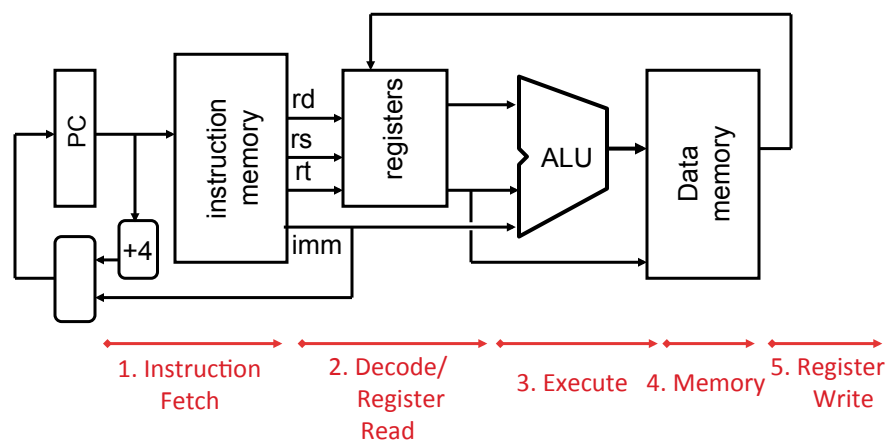 PC
+4
instruction
memory
rd
rs
rt
imm
registers
ALU
Data
memory
1. Instruction
Fetch
2. Decode/
Register
Read
3. Execute
4. Memory
5. Register
Write